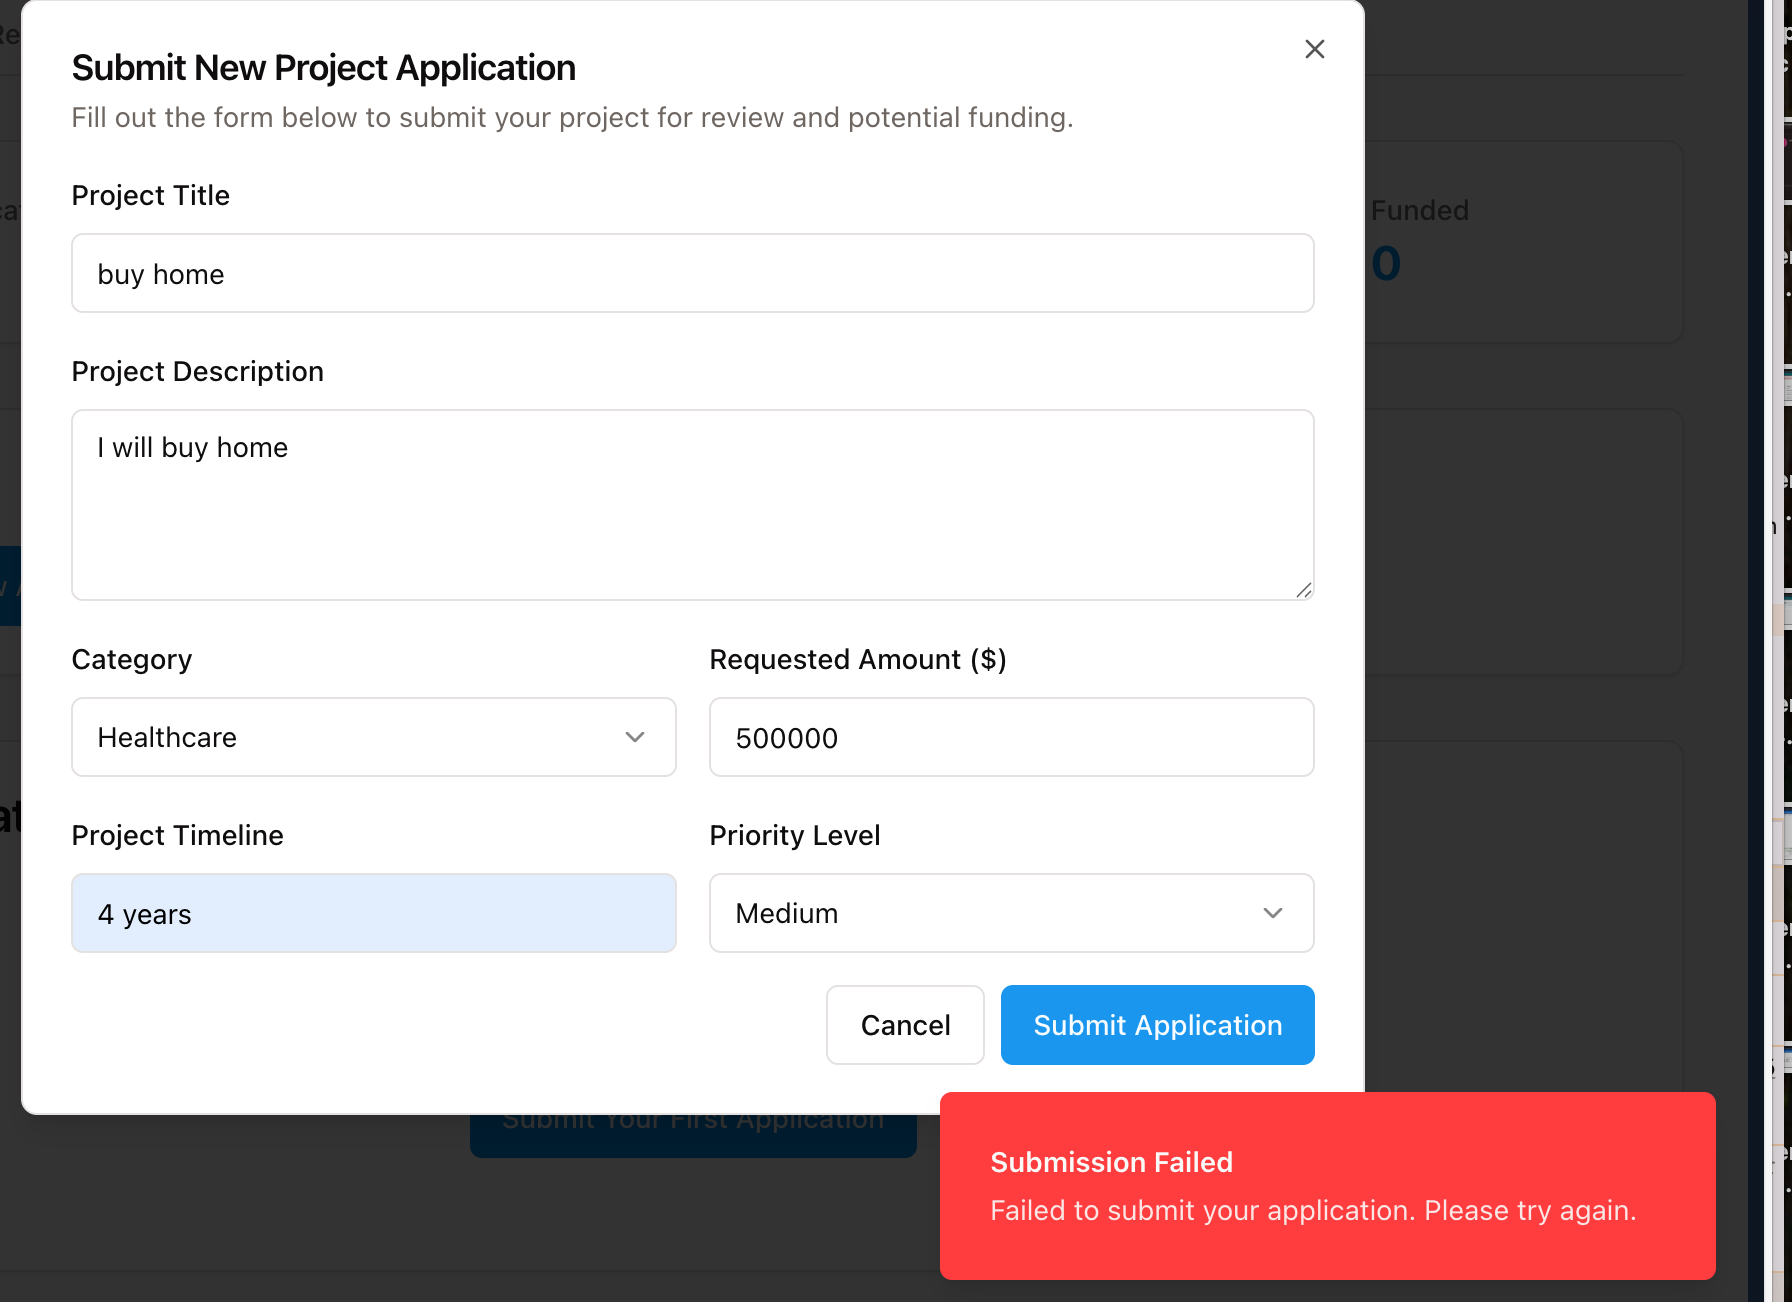 Submit New Project Application
Fill out the form below to submit your project for review and potential funding.
Project Title
buy home
Funded
0
Project Description
I will buy home
Category
Requested Amount ($)
Healthcare
500000
Project Timeline
Priority Level
4 years
Medium
Cancel
Submit Application
Submit Your First Application
Submission Failed
Failed to submit your application. Please try again.